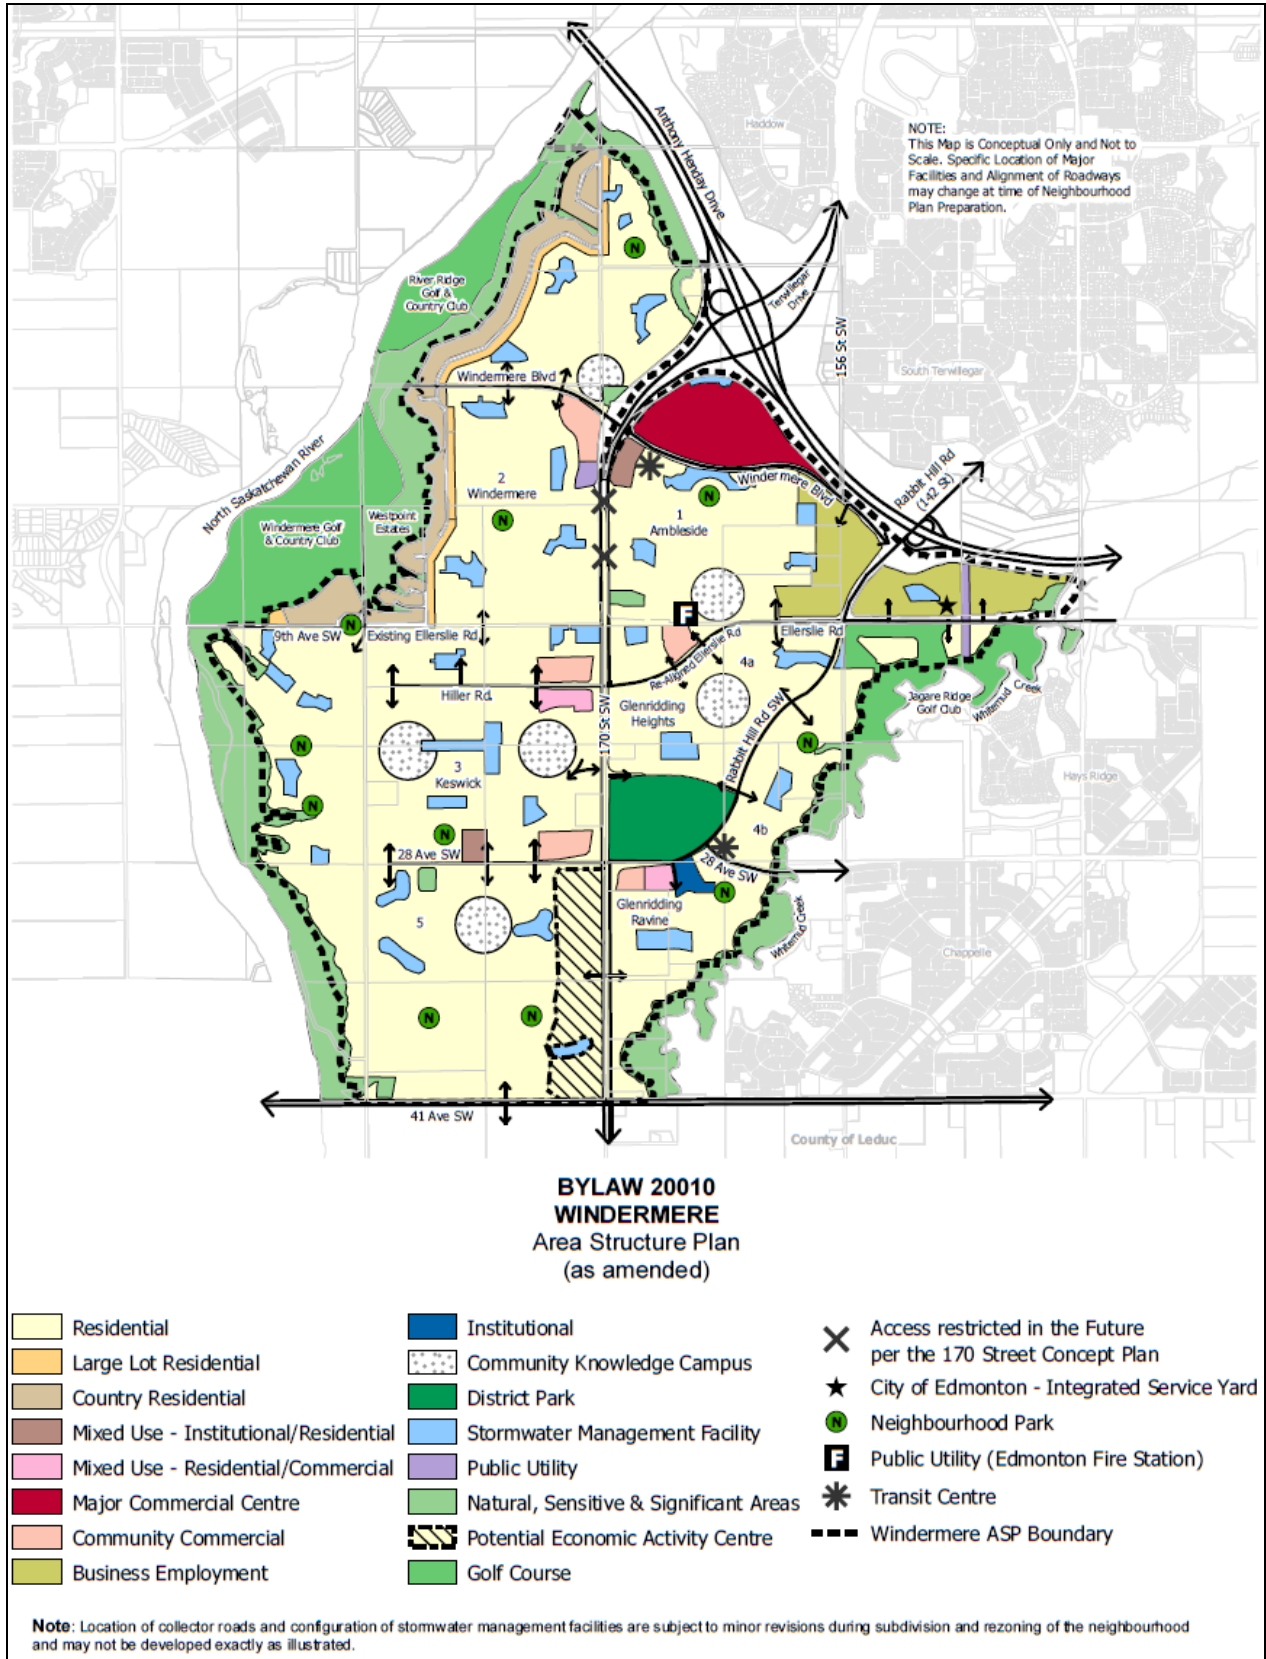 Anthony Henday Drive
Haddow
NOTE:
This Map is Conceptual Only and Not to
Scale. Specific Location of Major
Facilities and Alignment of Roadways
may change at time of Neighbourhood
Plan Preparation.
River Ridge
Golf &
Country Club
Terwillegar
Drive
156 St SW
South Terwillegar
Windermere Blvd
North Saskatchewan River
Rabbit Hill Rd
(142 St)
Windermere Blvd
2
Windermere
Westpoint
Estates
Windermere Golf
& Country Club
1
Ambleside
F
N
N
N
N
9th Ave SW
Existing Ellerslie Rd
Ellerslie Rd
Re-Aligned Ellerslie Rd
4a
Hiller Rd
Jagare Ridge
Golf Club
Whitemud Creek
Glenridding
Heights
170 St SW
Rabbit Hill Rd SW
N
N
3
Keswick
Hays Ridge
N
N
4b
28 Ave SW
28 Ave SW
N
Glenridding
Ravine
5
Whitemud Creek
Chappelle
N
N
41 Ave SW
County of Leduc
BYLAW 20010
WINDERMERE
Area Structure Plan
(as amended)
Residential
Large Lot Residential
Country Residential
Mixed Use - Institutional/Residential
Mixed Use - Residential/Commercial
Major Commercial Centre
Community Commercial
Business Employment
Institutional
Community Knowledge Campus
District Park
Stormwater Management Facility
Public Utility
Natural, Sensitive & Significant Areas
Potential Economic Activity Centre
Golf Course
Access restricted in the Future
per the 170 Street Concept Plan
City of Edmonton - Integrated Service Yard
N Neighbourhood Park
F Public Utility (Edmonton Fire Station)
Transit Centre
Windermere ASP Boundary
Note: Location of collector roads and configuration of stormwater management facilities are subject to minor revisions during subdivision and rezoning of the neighbourhood
and may not be developed exactly as illustrated.